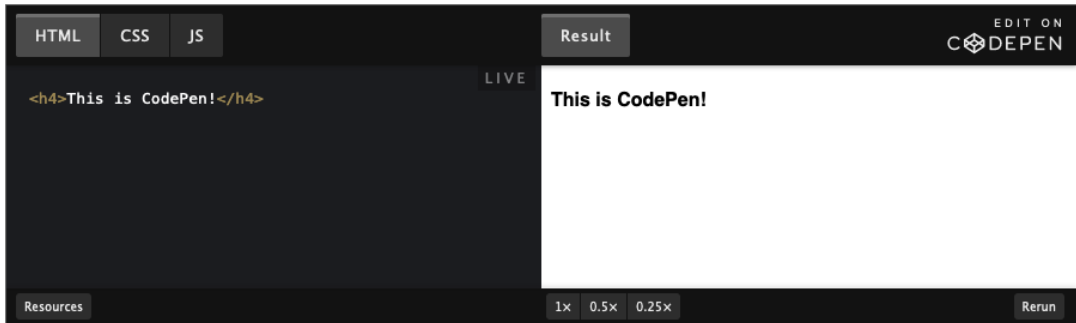 HTML CSS JS
Result
EDIT ON
CODEPEN
LIVE
<h4>This is CodePen!</h4>
This is CodePen!
Resources
1× 0.5× 0.25×
Rerun